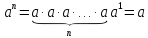 aⁿ = a · a · a · … · a a¹ = a
n